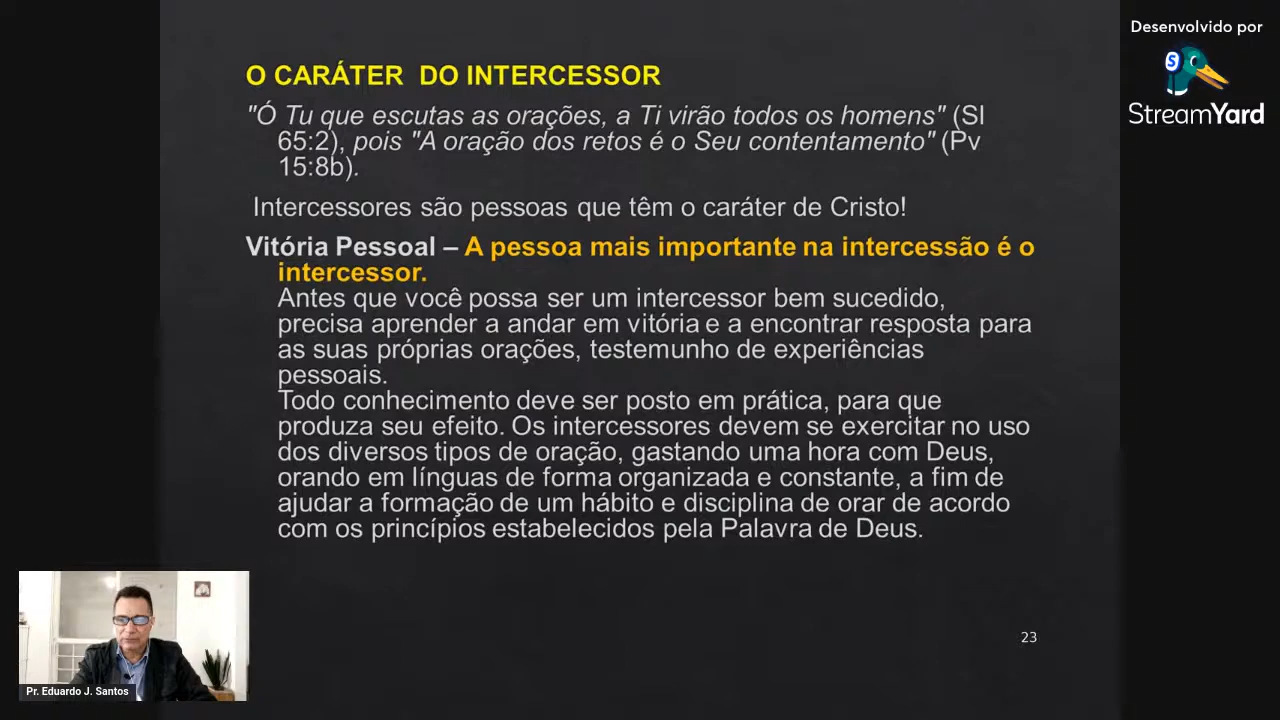 Desenvolvido por
StreamYard
O CARÁTER DO INTERCESSOR
"Ó Tu que escutas as orações, a Ti virão todos os homens" (Sl
65:2), pois "A oração dos retos é o Seu contentamento" (Pv
15:8b).
Intercessores são pessoas que têm o caráter de Cristo!
Vitória Pessoal – A pessoa mais importante na intercessão é o
intercessor.
Antes que você possa ser um intercessor bem sucedido,
precisa aprender a andar em vitória e a encontrar resposta para
as suas próprias orações, testemunho de experiências
pessoais.
Todo conhecimento deve ser posto em prática, para que
produza seu efeito. Os intercessores devem se exercitar no uso
dos diversos tipos de oração, gastando uma hora com Deus,
orando em línguas de forma organizada e constante, a fim de
ajudar a formação de um hábito e disciplina de orar de acordo
com os princípios estabelecidos pela Palavra de Deus.
23
Pr. Eduardo J. Santos